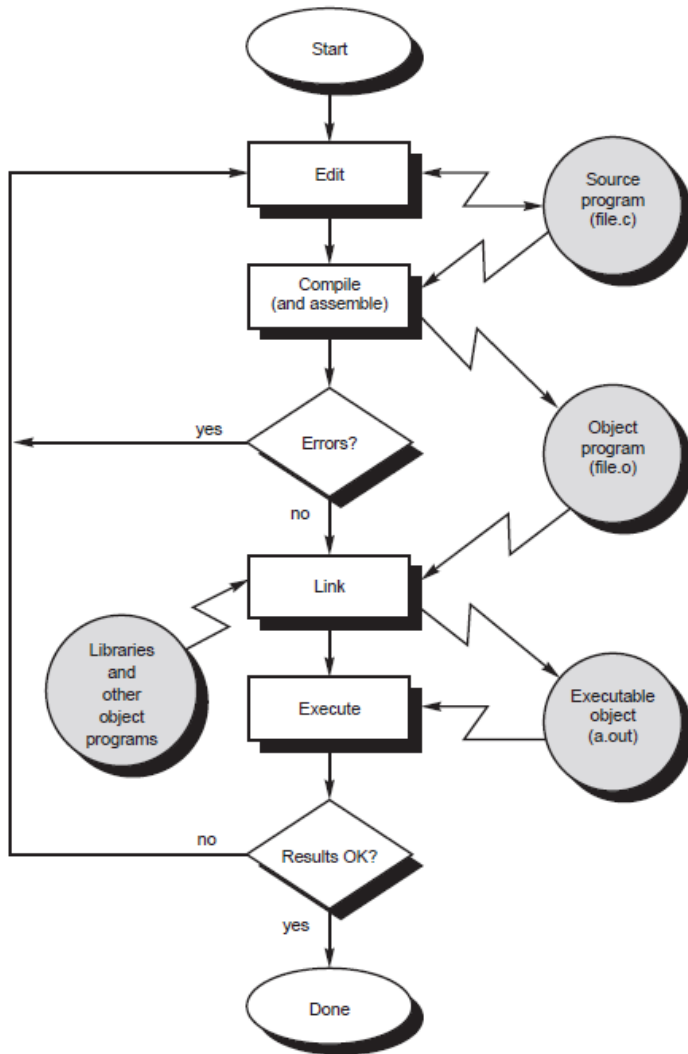 Start
Edit
Source
program
(file.c)
Compile
(and assemble)
yes
Errors?
Object
program
(file.o)
no
Link
Libraries
and
other
object
programs
Execute
Executable
object
(a.out)
no
Results OK?
yes
Done